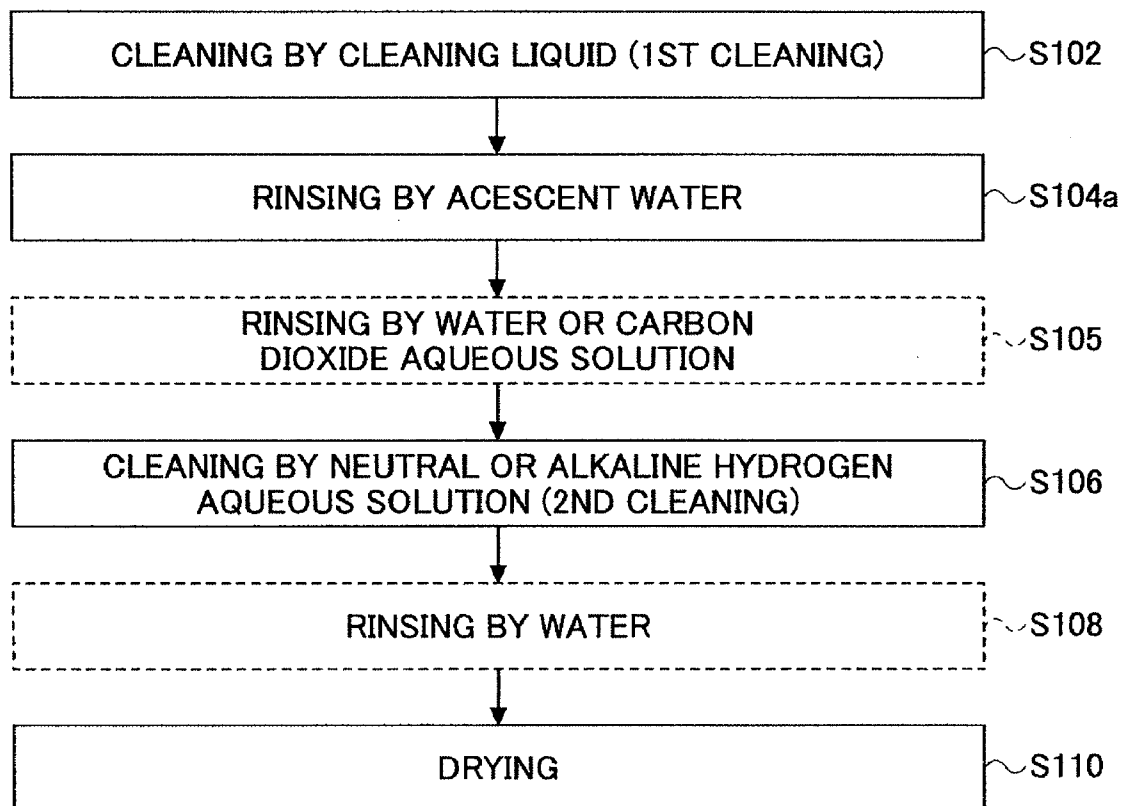 CLEANING BY CLEANING LIQUID (1ST CLEANING)
S102
RINSING BY ACESCENT WATER
S104a
RINSING BY WATER OR CARBON
DIOXIDE AQUEOUS SOLUTION
S105
CLEANING BY NEUTRAL OR ALKALINE HYDROGEN
AQUEOUS SOLUTION (2ND CLEANING)
S106
RINSING BY WATER
S108
DRYING
S110